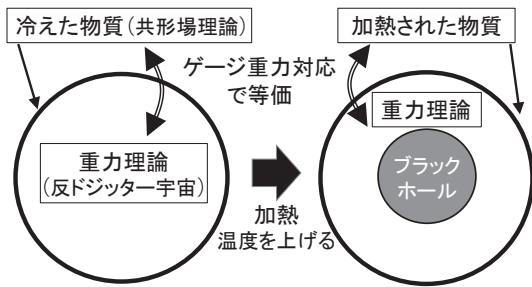 冷えた物質(共形場理論)
加熱された物質
ゲージ重力対応
で等価
重力理論
(反ドジッター宇宙)
重力理論
ブラック
ホール
加熱
温度を上げる